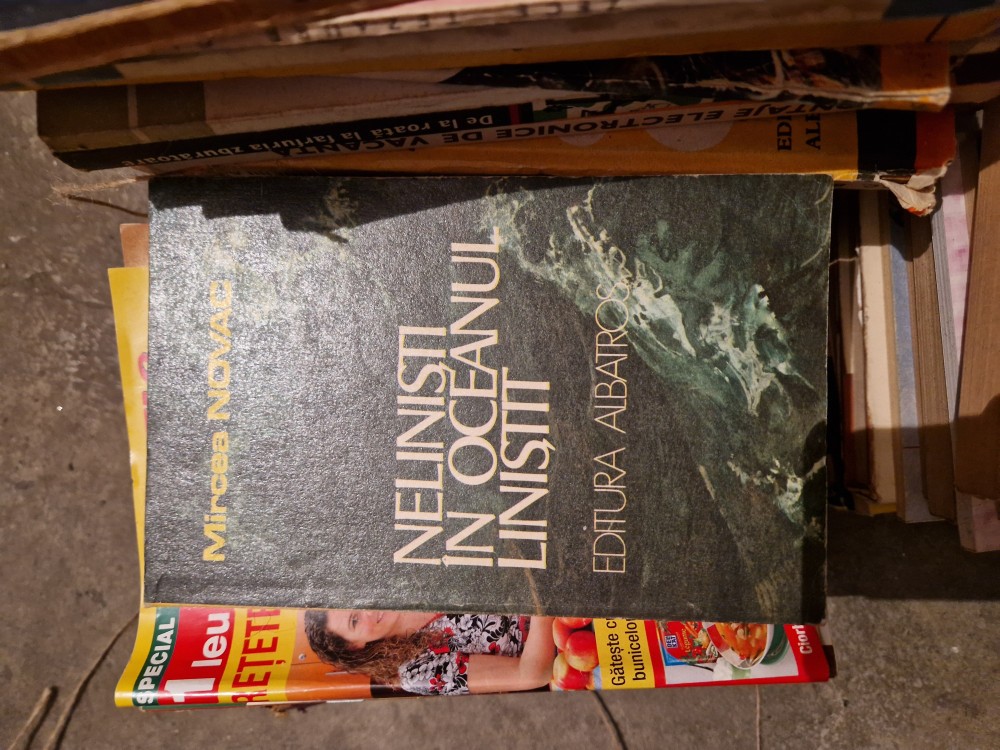 Mircea NOVAC
NELINIȘTI
ÎN OCEANUL
LINIȘTIT
EDITURA ALBATROS
De la roată la farfuria zburătoare
ELECTRONICE DE VACANȚĂ
SPECIAL
1 leu
REȚETE
Gătește c
bunicelo